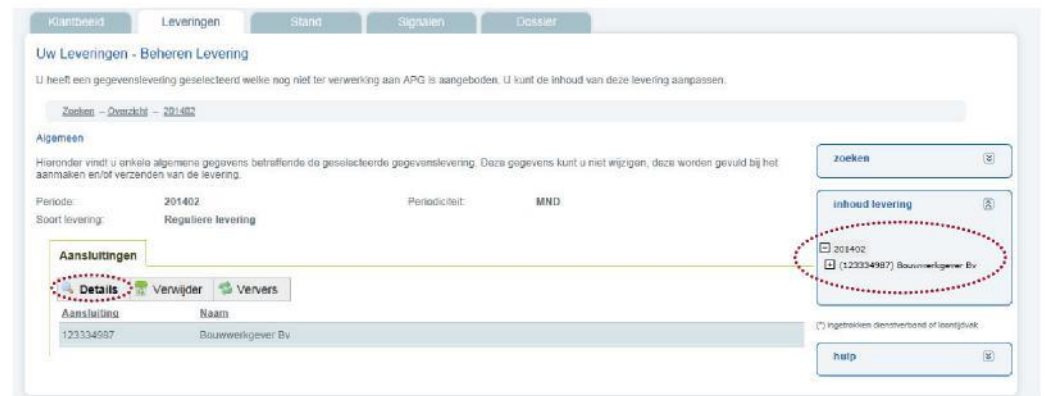 Klantbeeld Leveringen Stand Signalen Dossier
Uw Leveringen - Beheren Levering
U heeft een gegevenslevering geselecteerd welke nog niet ter verwerking aan APG is aangeboden. U kunt de inhoud van deze levering aanpassen.
Zoeken - Overzicht - 201402
Algemeen
Hieronder vindt u enkele algemene gegevens betreffende de geselecteerde gegevenslevering. Deze gegevens kunt u niet wijzigen, deze worden gevuld bij het
aanmaken en/of verzenden van de levering.
Periode: 201402 Periodiciteit: MND
Soort levering: Reguliere levering
Aansluitingen
Details Verwijder Ververs
Aansluiting Naam
123334987 Bouwwerkgever Bv
zoeken
inhoud levering
201402
(123334987) Bouwwerkgever Bv
(*) ingetrokken dienstverband of loontijdvak
hulp